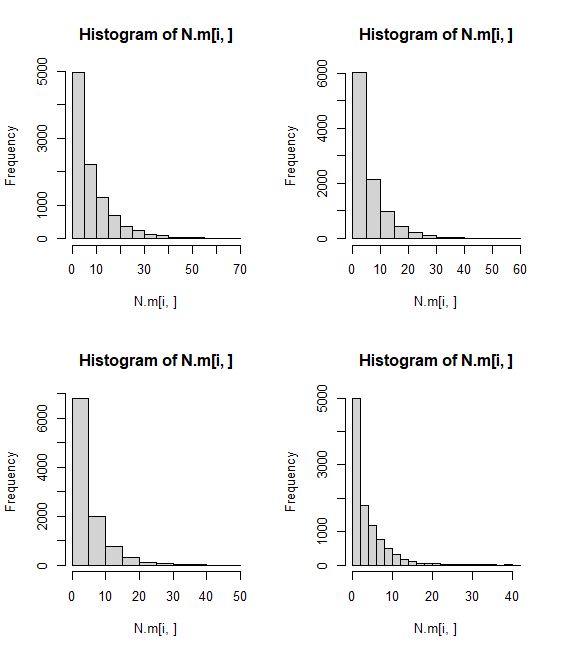 Histogram of N.m[i, ]
Histogram of N.m[i, ]
Frequency
5000
3000
1000
0
0 10 30 50 70
N.m[i, ]
Frequency
6000
4000
2000
0
0 10 20 30 40 50 60
N.m[i, ]
Histogram of N.m[i, ]
Histogram of N.m[i, ]
Frequency
6000
4000
2000
0
0 10 20 30 40 50
N.m[i, ]
Frequency
5000
3000
1000
0
0 10 20 30 40
N.m[i, ]